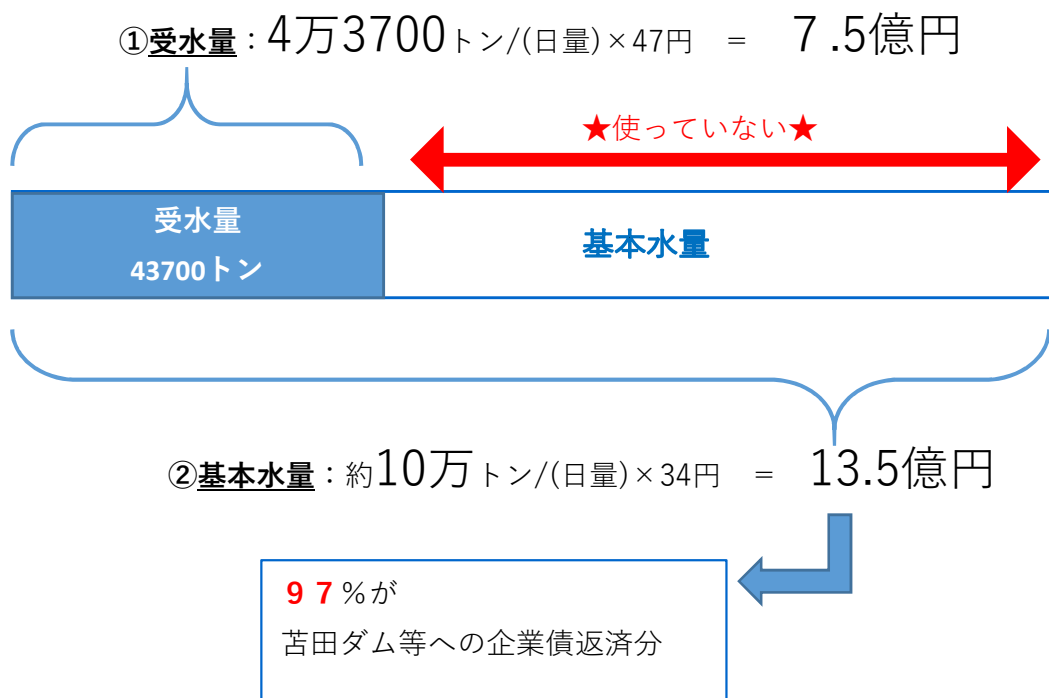 ①受水量：4万3700トン/(日量)×47円 ＝ ７.5億円
★使っていない★
受水量
43700トン
基本水量
②基本水量：約10万トン/(日量)×34円 ＝ 13.5億円
９７％が
苫田ダム等への企業債返済分